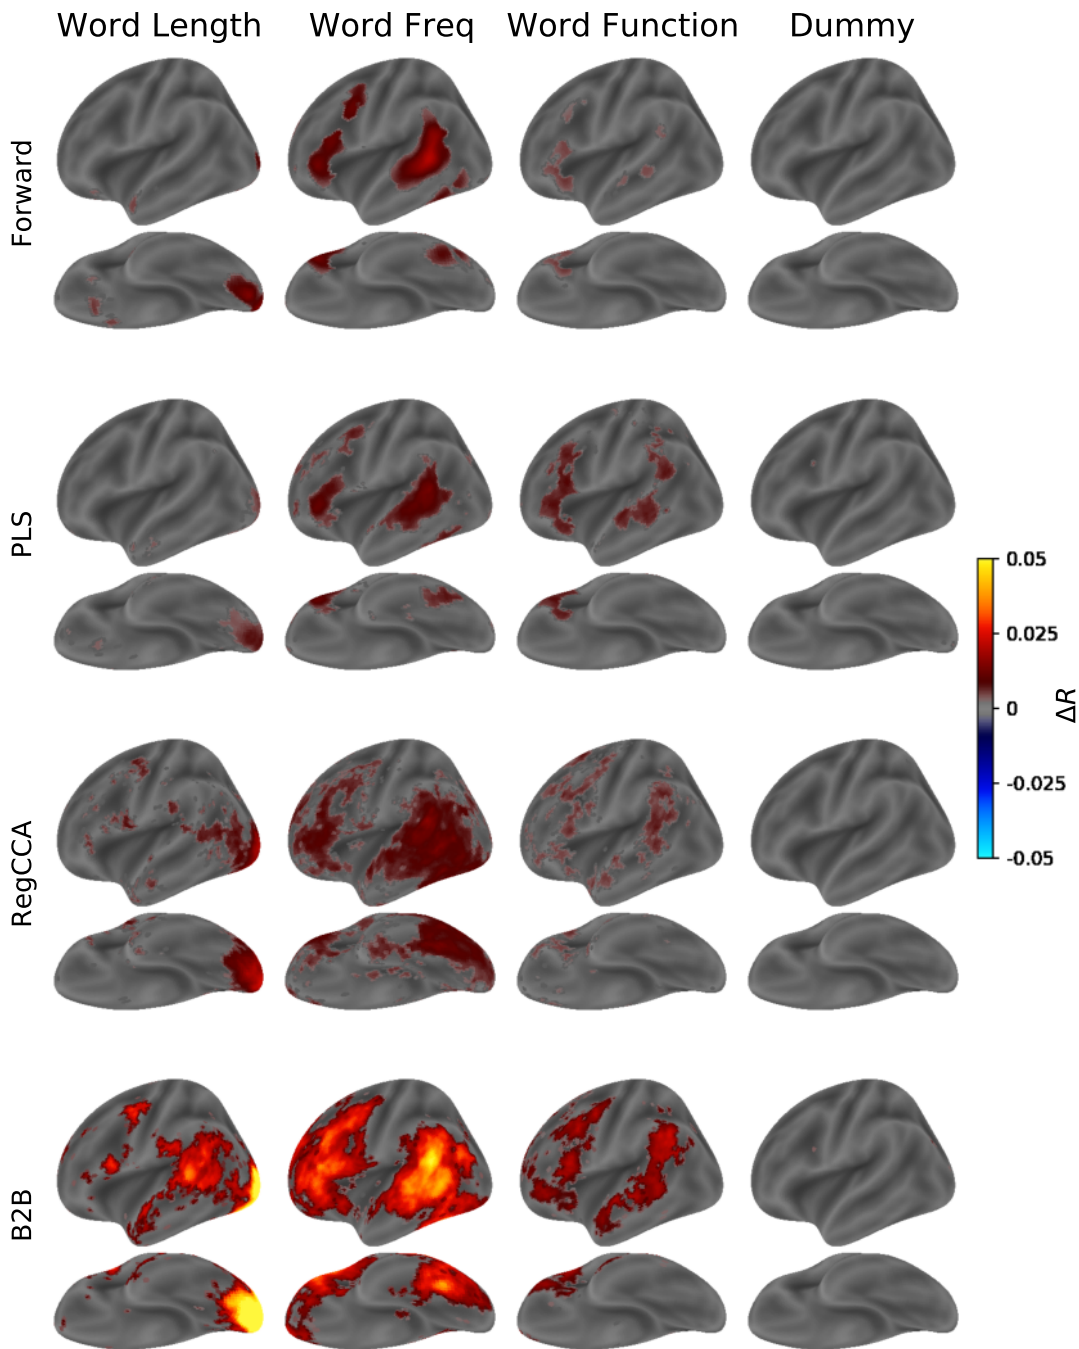 Word Length Word Freq Word Function Dummy
Forward
PLS
RegCCA
B2B
0.05
0.025
0
-0.025
-0.05
ΔR